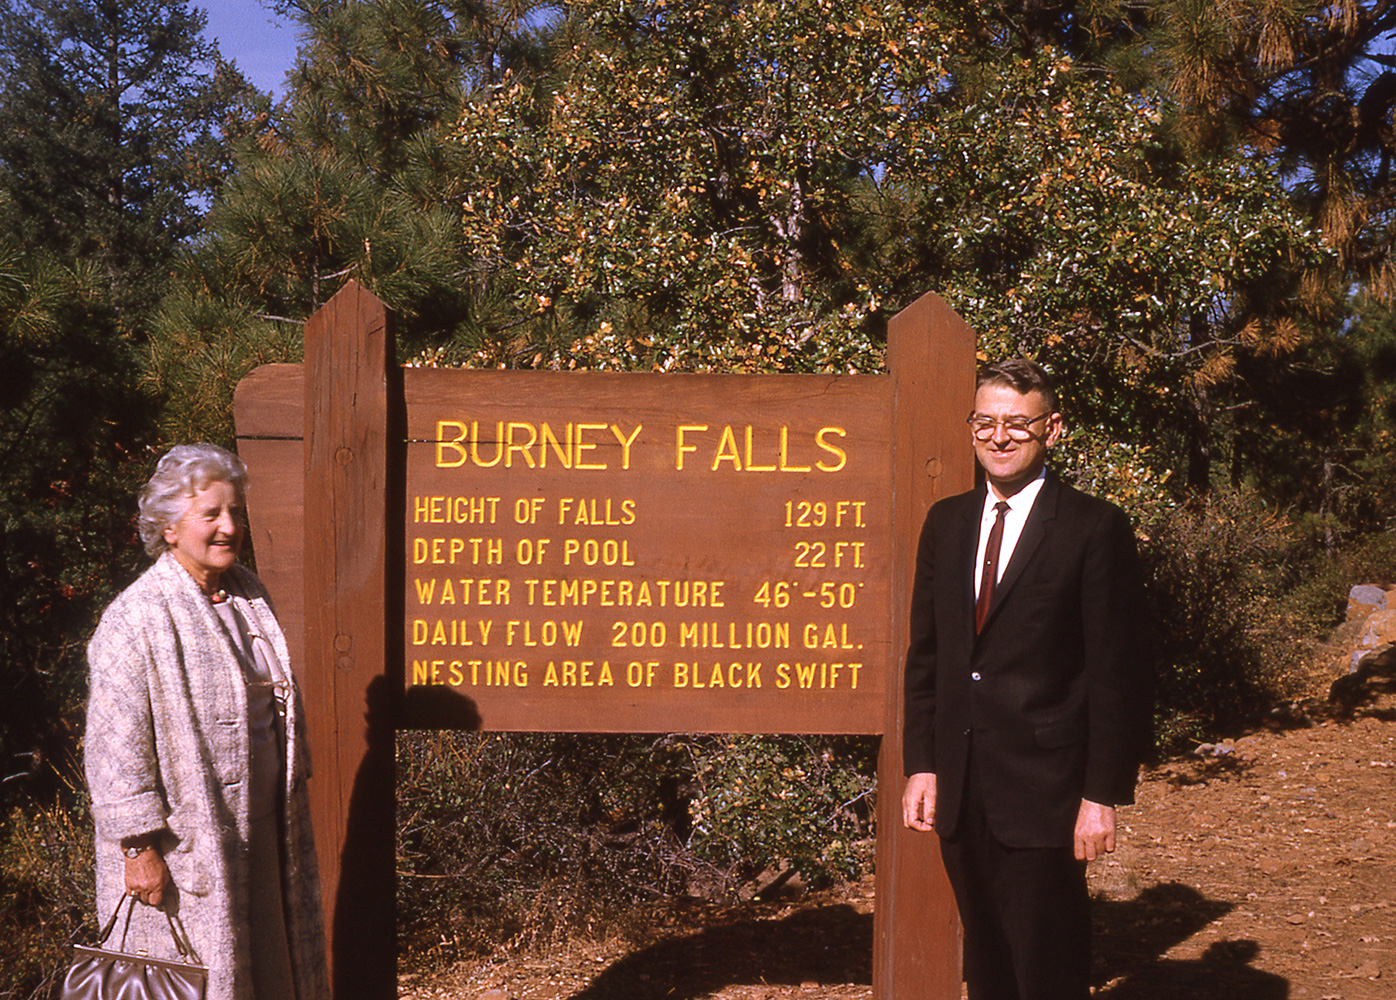 BURNEY FALLS
HEIGHT OF FALLS 129 FT.
DEPTH OF POOL 22 FT.
WATER TEMPERATURE 46°-50°
DAILY FLOW 200 MILLION GAL.
NESTING AREA OF BLACK SWIFT